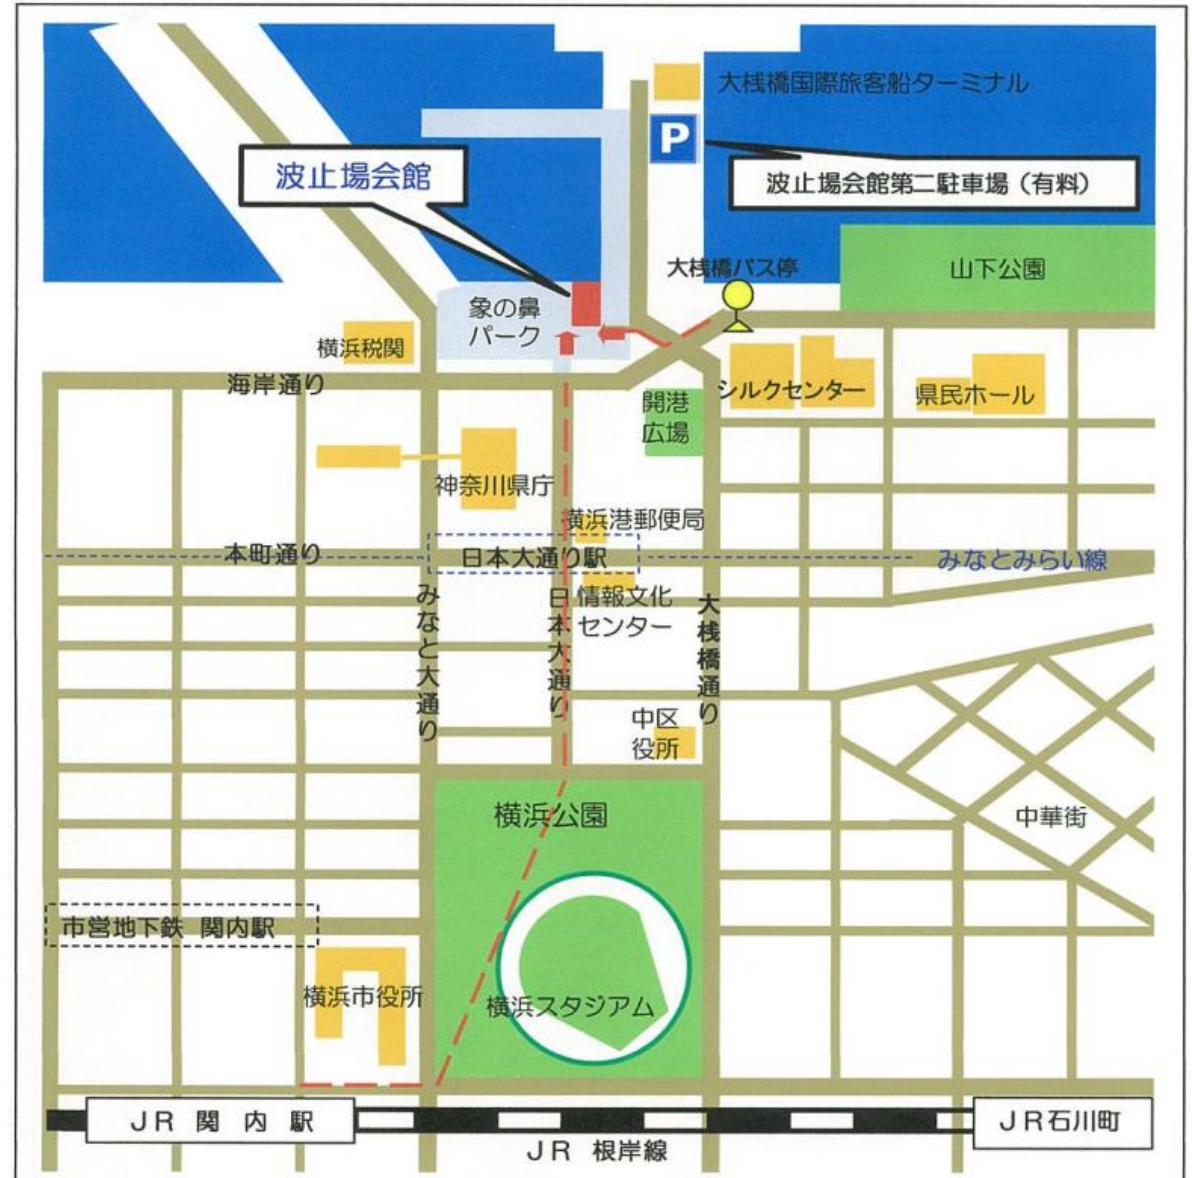 大桟橋国際旅客船ターミナル
P
波止場会館
波止場会館第二駐車場（有料）
大桟橋バス停
山下公園
象の鼻
パーク
横浜税関
海岸通り
シルクセンター
県民ホール
開港
広場
神奈川県庁
横浜港郵便局
本町通り
日本大通り駅
みなとみらい線
みなと大通り
日本大通り
情報文化
センター
大桟橋通り
中区
役所
横浜公園
中華街
市営地下鉄 関内駅
横浜市役所
横浜スタジアム
ＪＲ 関 内 駅
ＪＲ石川町
ＪＲ 根岸線